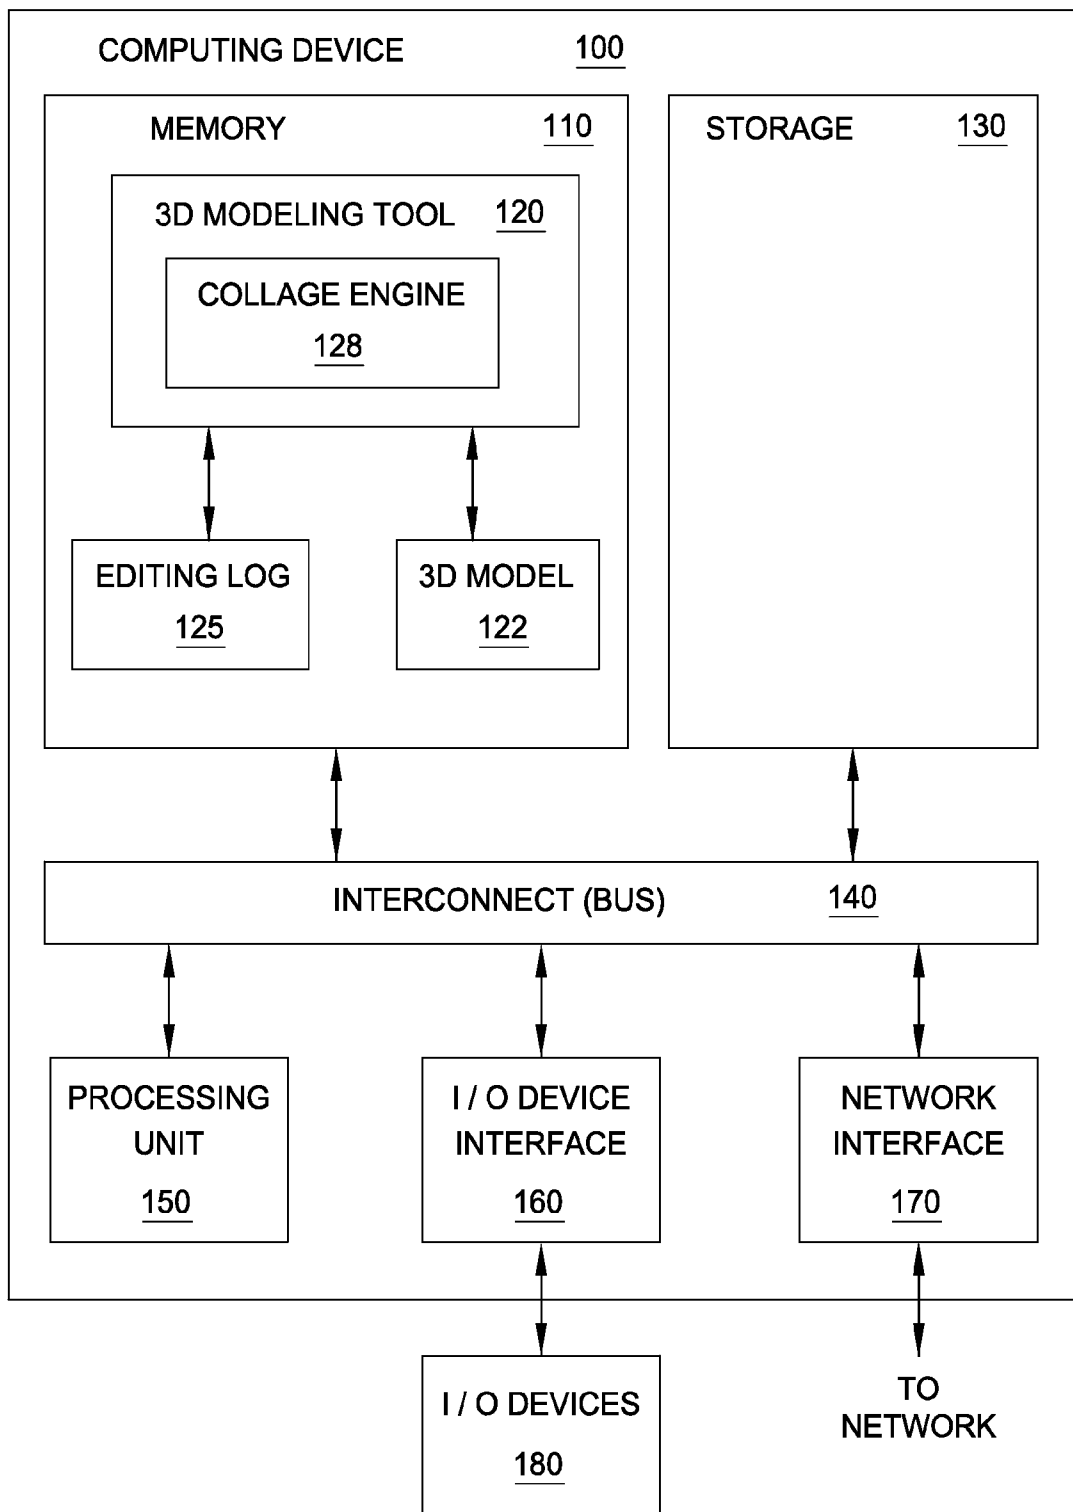 COMPUTING DEVICE 100
MEMORY 110
STORAGE 130
3D MODELING TOOL 120
COLLAGE ENGINE
128
EDITING LOG
125
3D MODEL
122
INTERCONNECT (BUS) 140
PROCESSING
UNIT
150
I / O DEVICE
INTERFACE
160
NETWORK
INTERFACE
170
I / O DEVICES
180
TO
NETWORK